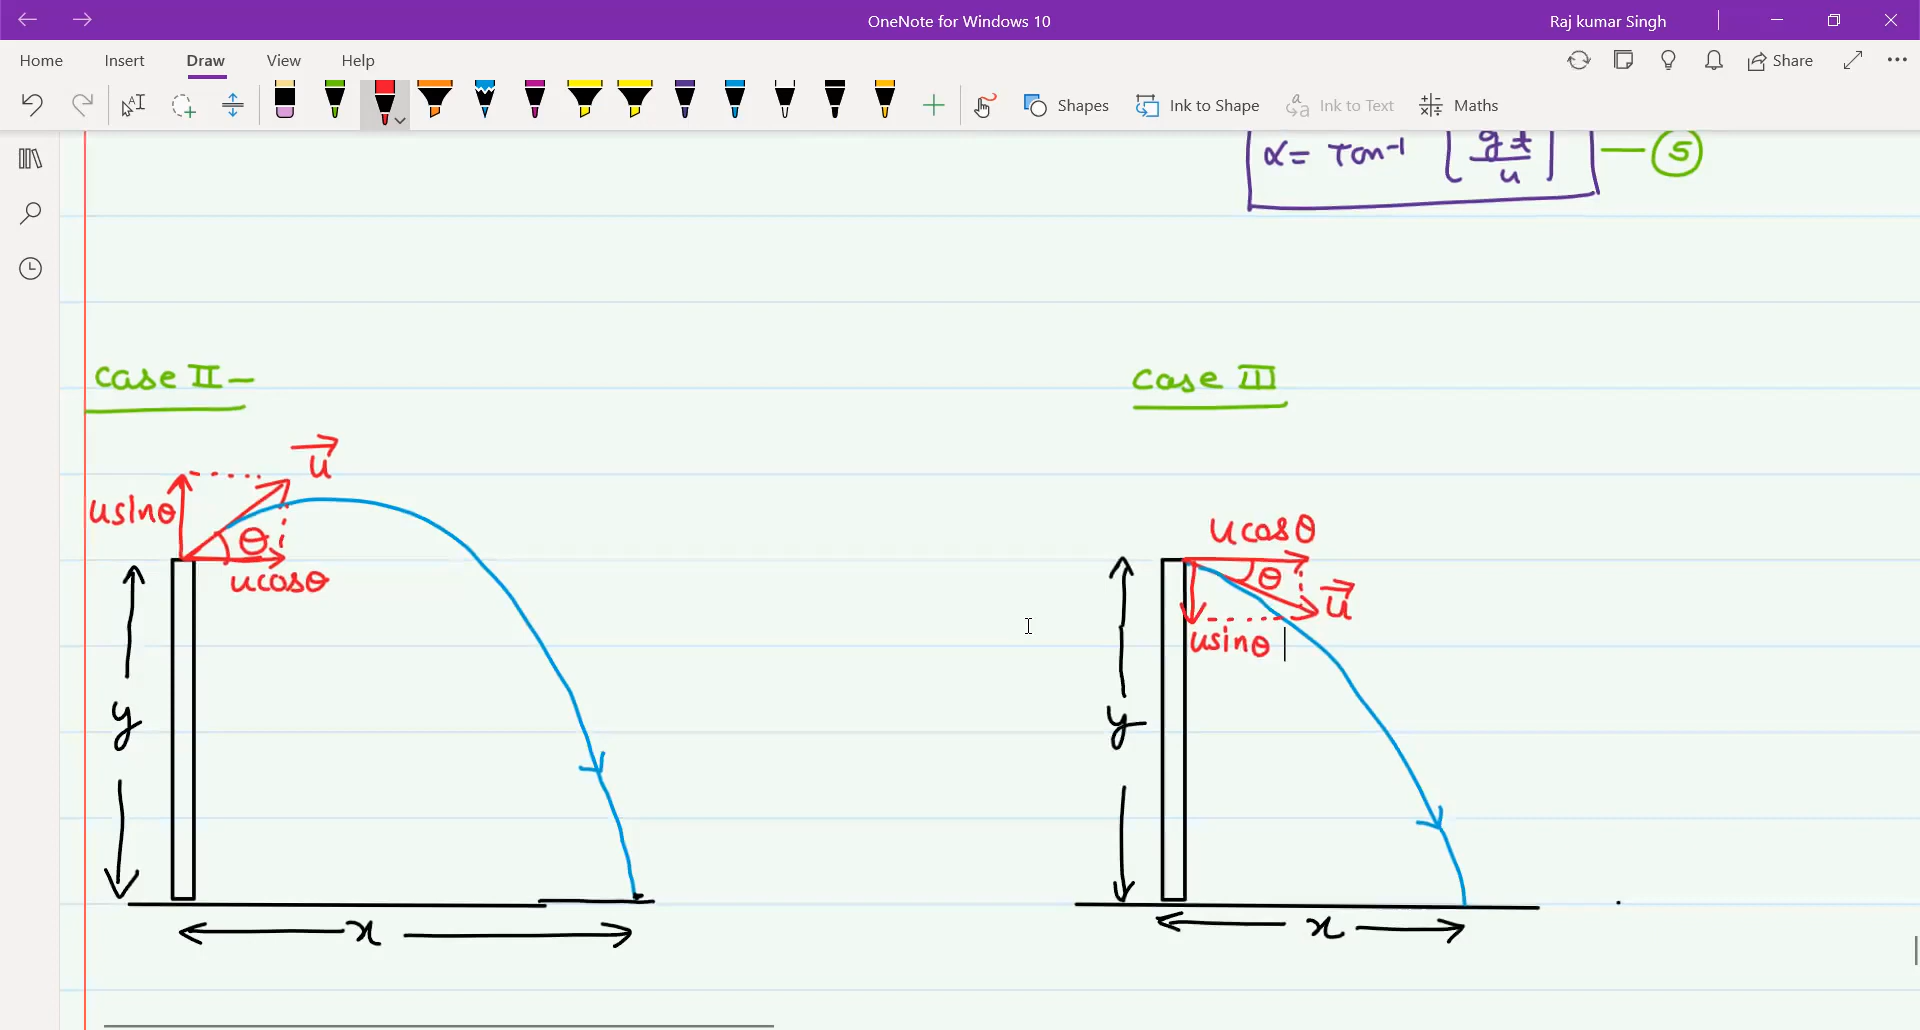 OneNote for Windows 10
Raj kumar Singh
Home Insert Draw View Help
Share
Shapes Ink to Shape Ink to Text Maths
α = Tan⁻¹ [gt/u] — 5
Case II –
Case III
u
usinθ
θ
ucosθ
y
x
ucosθ
θ
u
usinθ
y
x